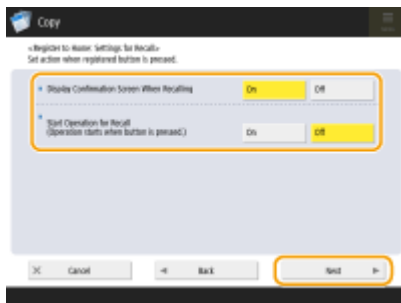 Copy
<Register to Home: Settings for Recall>
Set action when registered button is pressed.
Display Confirmation Screen When Recalling
On
Off
Start Operation for Recall
(Operation starts when button is pressed.)
On
Off
Cancel
Back
Next